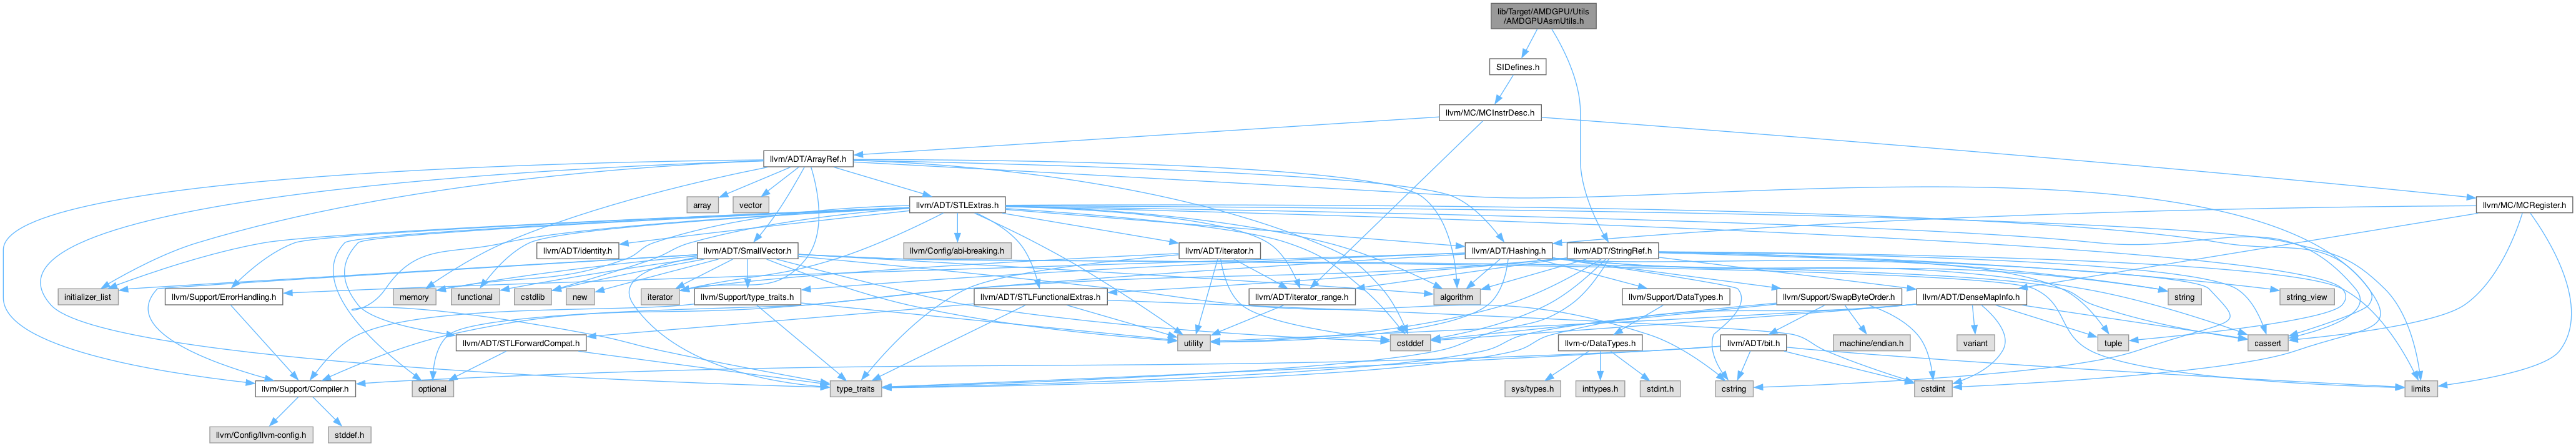 lib/Target/AMDGPU/Utils
/AMDGPUAsmUtils.h
SIDefines.h
llvm/MC/MCInstrDesc.h
llvm/ADT/ArrayRef.h
array
vector
llvm/ADT/STLExtras.h
llvm/MC/MCRegister.h
llvm/ADT/identity.h
llvm/ADT/SmallVector.h
llvm/Config/abi-breaking.h
llvm/ADT/iterator.h
llvm/ADT/Hashing.h
llvm/ADT/StringRef.h
initializer_list
llvm/Support/ErrorHandling.h
memory
functional
cstdlib
new
iterator
llvm/Support/type_traits.h
llvm/ADT/STLFunctionalExtras.h
llvm/ADT/iterator_range.h
algorithm
llvm/Support/DataTypes.h
llvm/Support/SwapByteOrder.h
llvm/ADT/DenseMapInfo.h
string
string_view
llvm/ADT/STLForwardCompat.h
utility
cstddef
llvm-c/DataTypes.h
llvm/ADT/bit.h
machine/endian.h
variant
tuple
cassert
llvm/Support/Compiler.h
optional
type_traits
sys/types.h
inttypes.h
stdint.h
cstring
cstdint
limits
llvm/Config/llvm-config.h
stddef.h